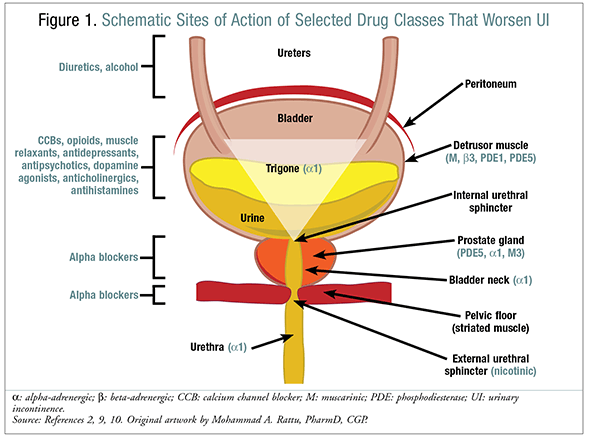 Figure 1. Schematic Sites of Action of Selected Drug Classes That Worsen UI
Diuretics, alcohol
Ureters
Peritoneum
Bladder
CCBs, opioids, muscle
relaxants, antidepressants,
antipsychotics, dopamine
agonists, anticholinergics,
antihistamines
Detrusor muscle
(M, β3, PDE1, PDE5)
Trigone (α1)
Internal urethral
sphincter
Urine
Prostate gland
(PDE5, α1, M3)
Alpha blockers
Bladder neck (α1)
Alpha blockers
Pelvic floor
(striated muscle)
Urethra (α1)
External urethral
sphincter (nicotinic)
α: alpha-adrenergic; β: beta-adrenergic; CCB: calcium channel blocker; M: muscarinic; PDE: phosphodiesterase; UI: urinary
incontinence.
Source: References 2, 9, 10. Original artwork by Mohammad A. Rattu, PharmD, CGP.